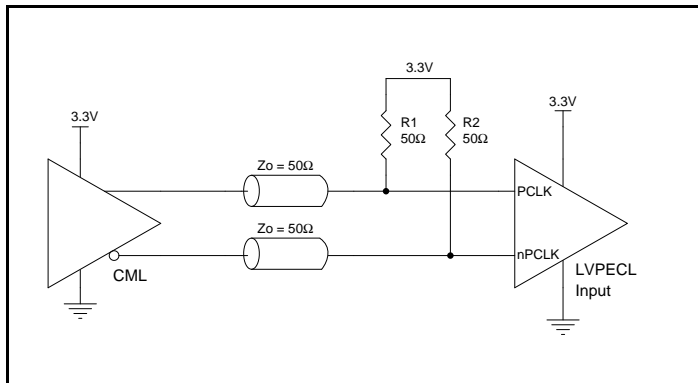 3.3V
3.3V
3.3V
R1
50Ω
R2
50Ω
Zo = 50Ω
PCLK
Zo = 50Ω
nPCLK
CML
LVPECL
Input